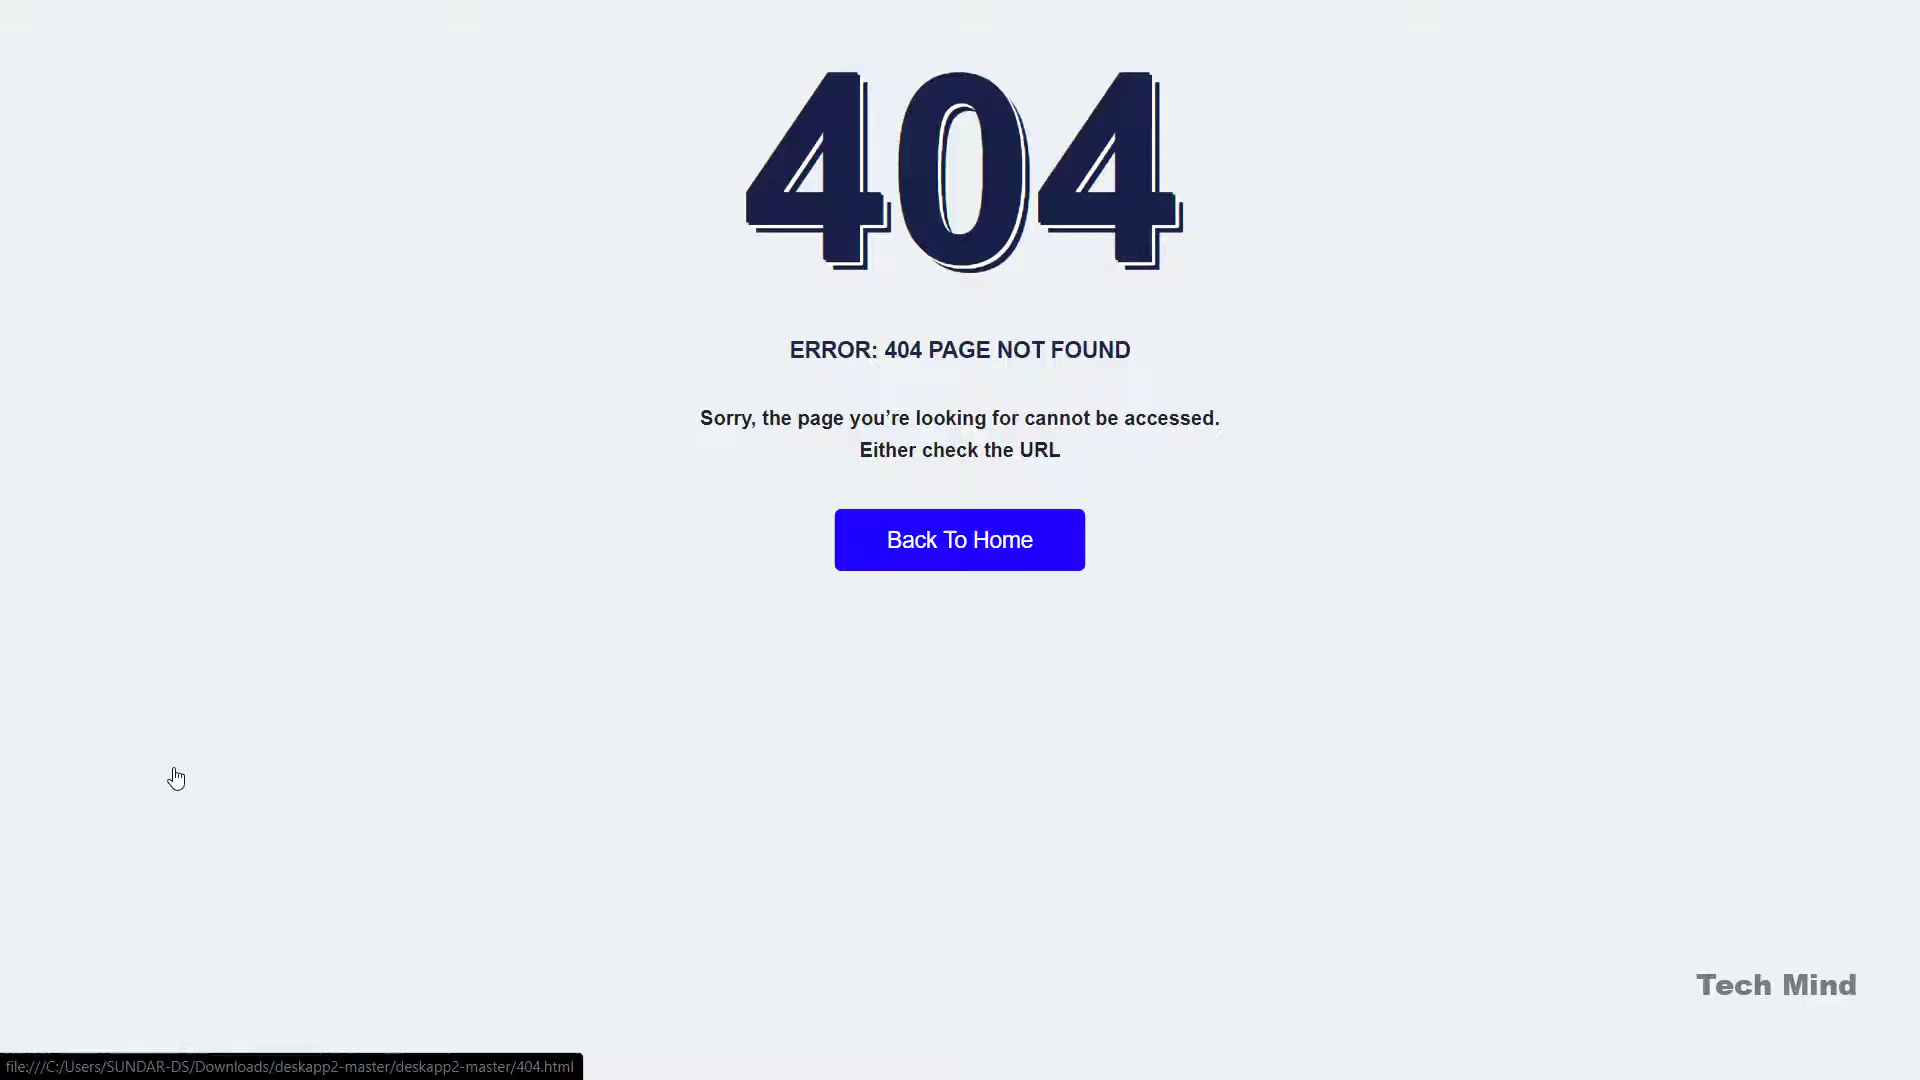 404
ERROR: 404 PAGE NOT FOUND
Sorry, the page you’re looking for cannot be accessed.
Either check the URL
Back To Home
Tech Mind
file:///C:/Users/SUNDAR-DS/Downloads/deskapp2-master/deskapp2-master/404.html